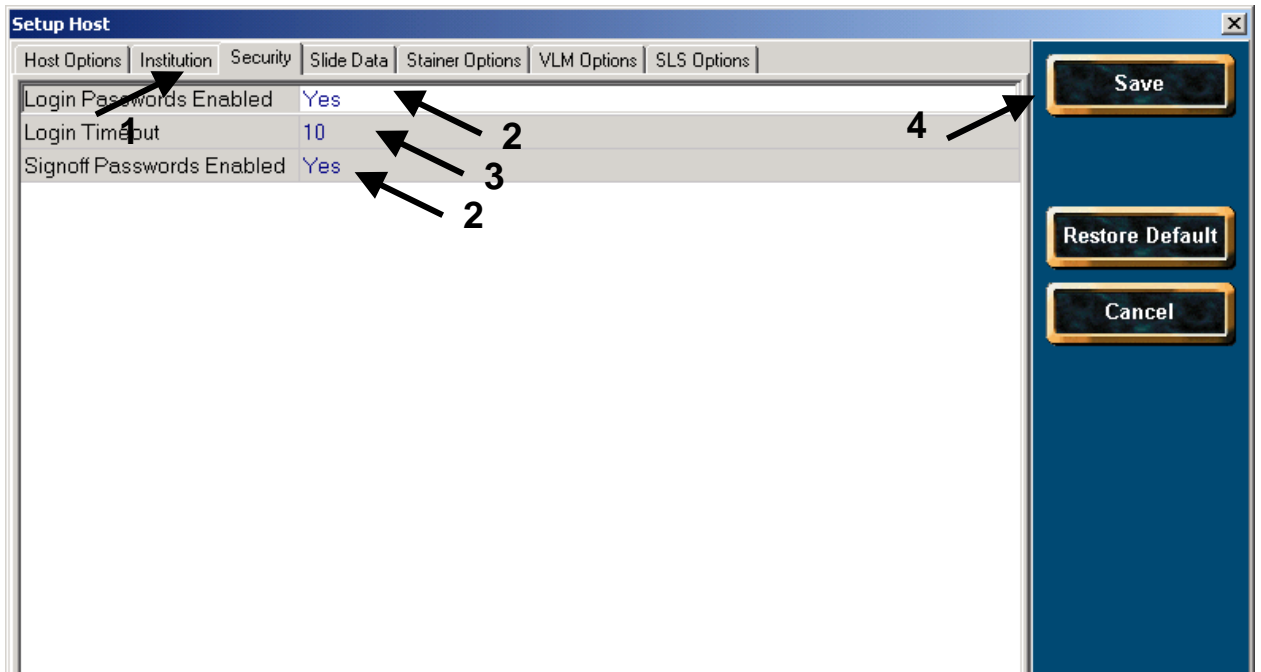 Setup Host
Host Options Institution Security Slide Data Stainer Options VLM Options SLS Options
Login Passwords Enabled Yes
Login Timeout 10
Signoff Passwords Enabled Yes
1
2
3
2
4
Save
Restore Default
Cancel